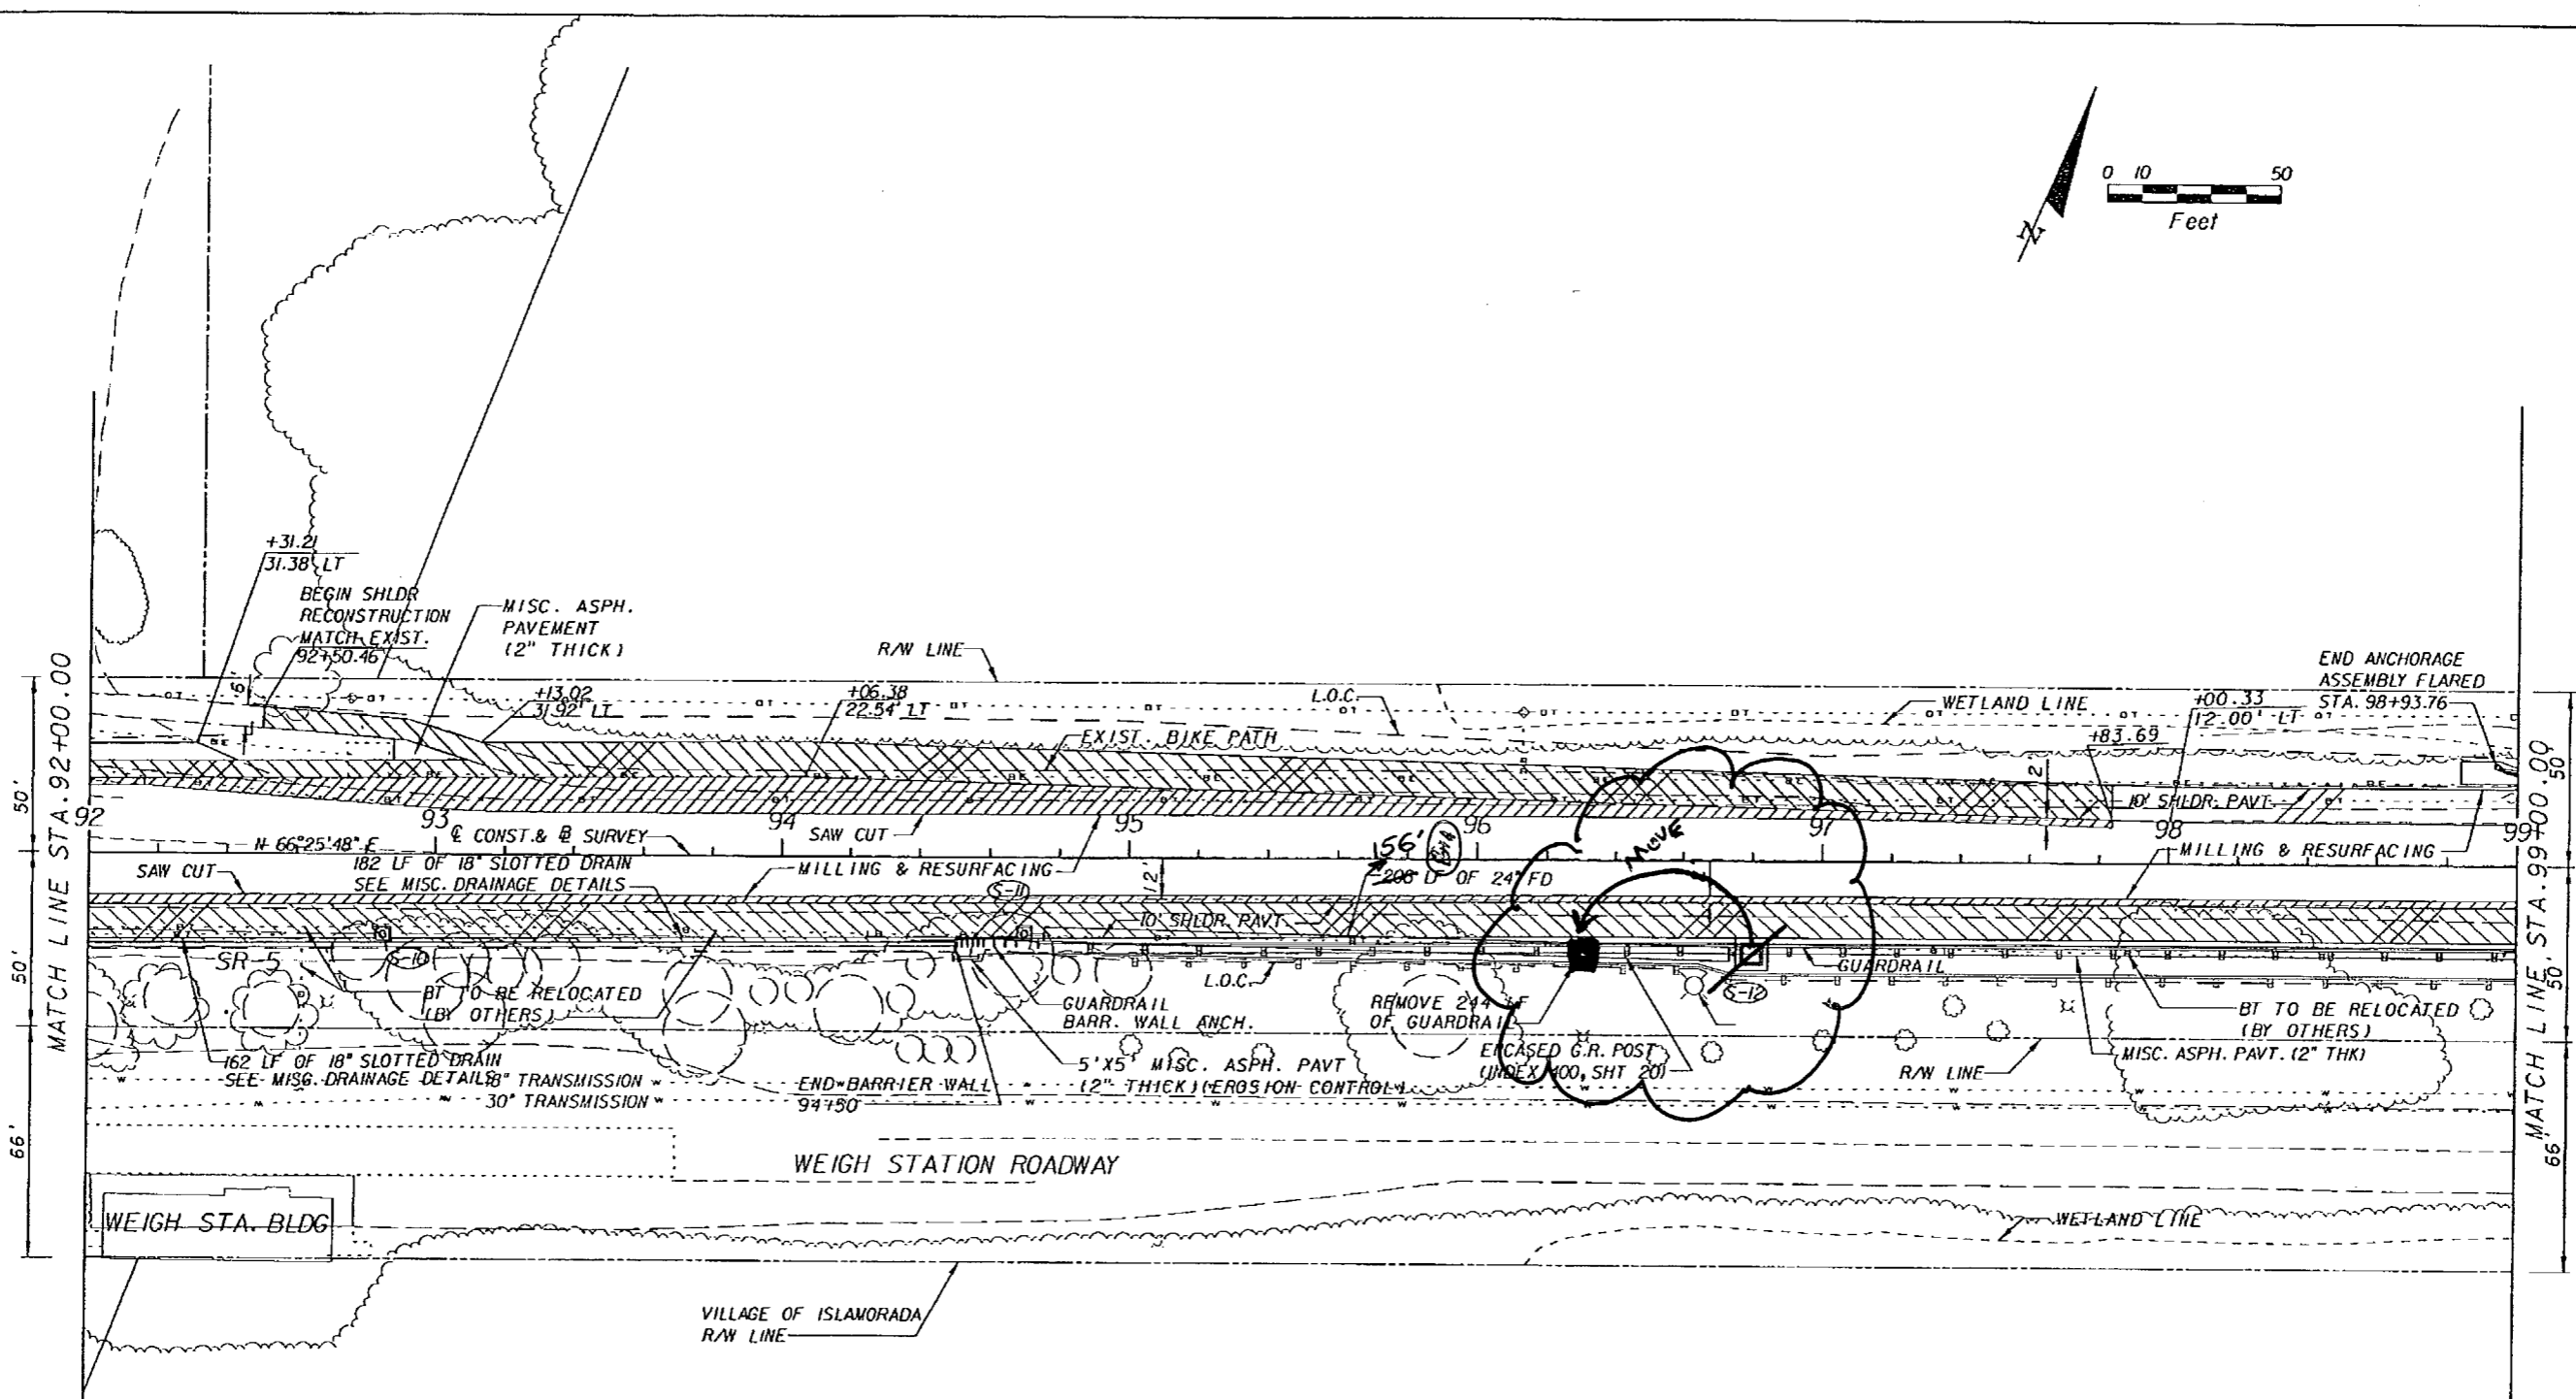 0 10 50
Feet
N
+31.21
31.38' LT
BEGIN SHLDR
RECONSTRUCTION
MATCH EXIST.
92+50.46
MISC. ASPH.
PAVEMENT
(2" THICK)
R/W LINE
+13.02
31.92' LT
+06.38
22.54' LT
L.O.C.
EXIST. BIKE PATH
WETLAND LINE
+83.69
+00.33
12.00' LT
END ANCHORAGE
ASSEMBLY FLARED
STA. 98+93.76
6'
2'
10' SHLDR. PAVT
MATCH LINE STA. 92+00.00
50'
50'
66'
92
93
94
95
96
97
98
99
N 66°25'48" E
℄ CONST. & B SURVEY
SAW CUT
SAW CUT
182 LF OF 18" SLOTTED DRAIN
SEE MISC. DRAINAGE DETAILS
MILLING & RESURFACING
S-11
12'
156'
208 LF OF 24" FD
MOVE
MILLING & RESURFACING
10' SHLDR. PAVT
SR-5
S-10
BT TO BE RELOCATED
(BY OTHERS)
GUARDRAIL
BARR. WALL ANCH.
L.O.C.
REMOVE 244 LF
OF GUARDRAIL
S-12
GUARDRAIL
BT TO BE RELOCATED
(BY OTHERS)
MISC. ASPH. PAVT. (2" THK)
ENCASED G.R. POST
(INDEX 400, SHT 20)
R/W LINE
162 LF OF 18" SLOTTED DRAIN
SEE MISC. DRAINAGE DETAILS
18" TRANSMISSION
30" TRANSMISSION
END BARRIER WALL
94+50
5'X5' MISC. ASPH. PAVT
(2" THICK) (EROSION CONTROL)
WEIGH STATION ROADWAY
WEIGH STA. BLDG
WETLAND LINE
VILLAGE OF ISLAMORADA
R/W LINE
MATCH LINE STA. 99+00.00
50'
50'
66'